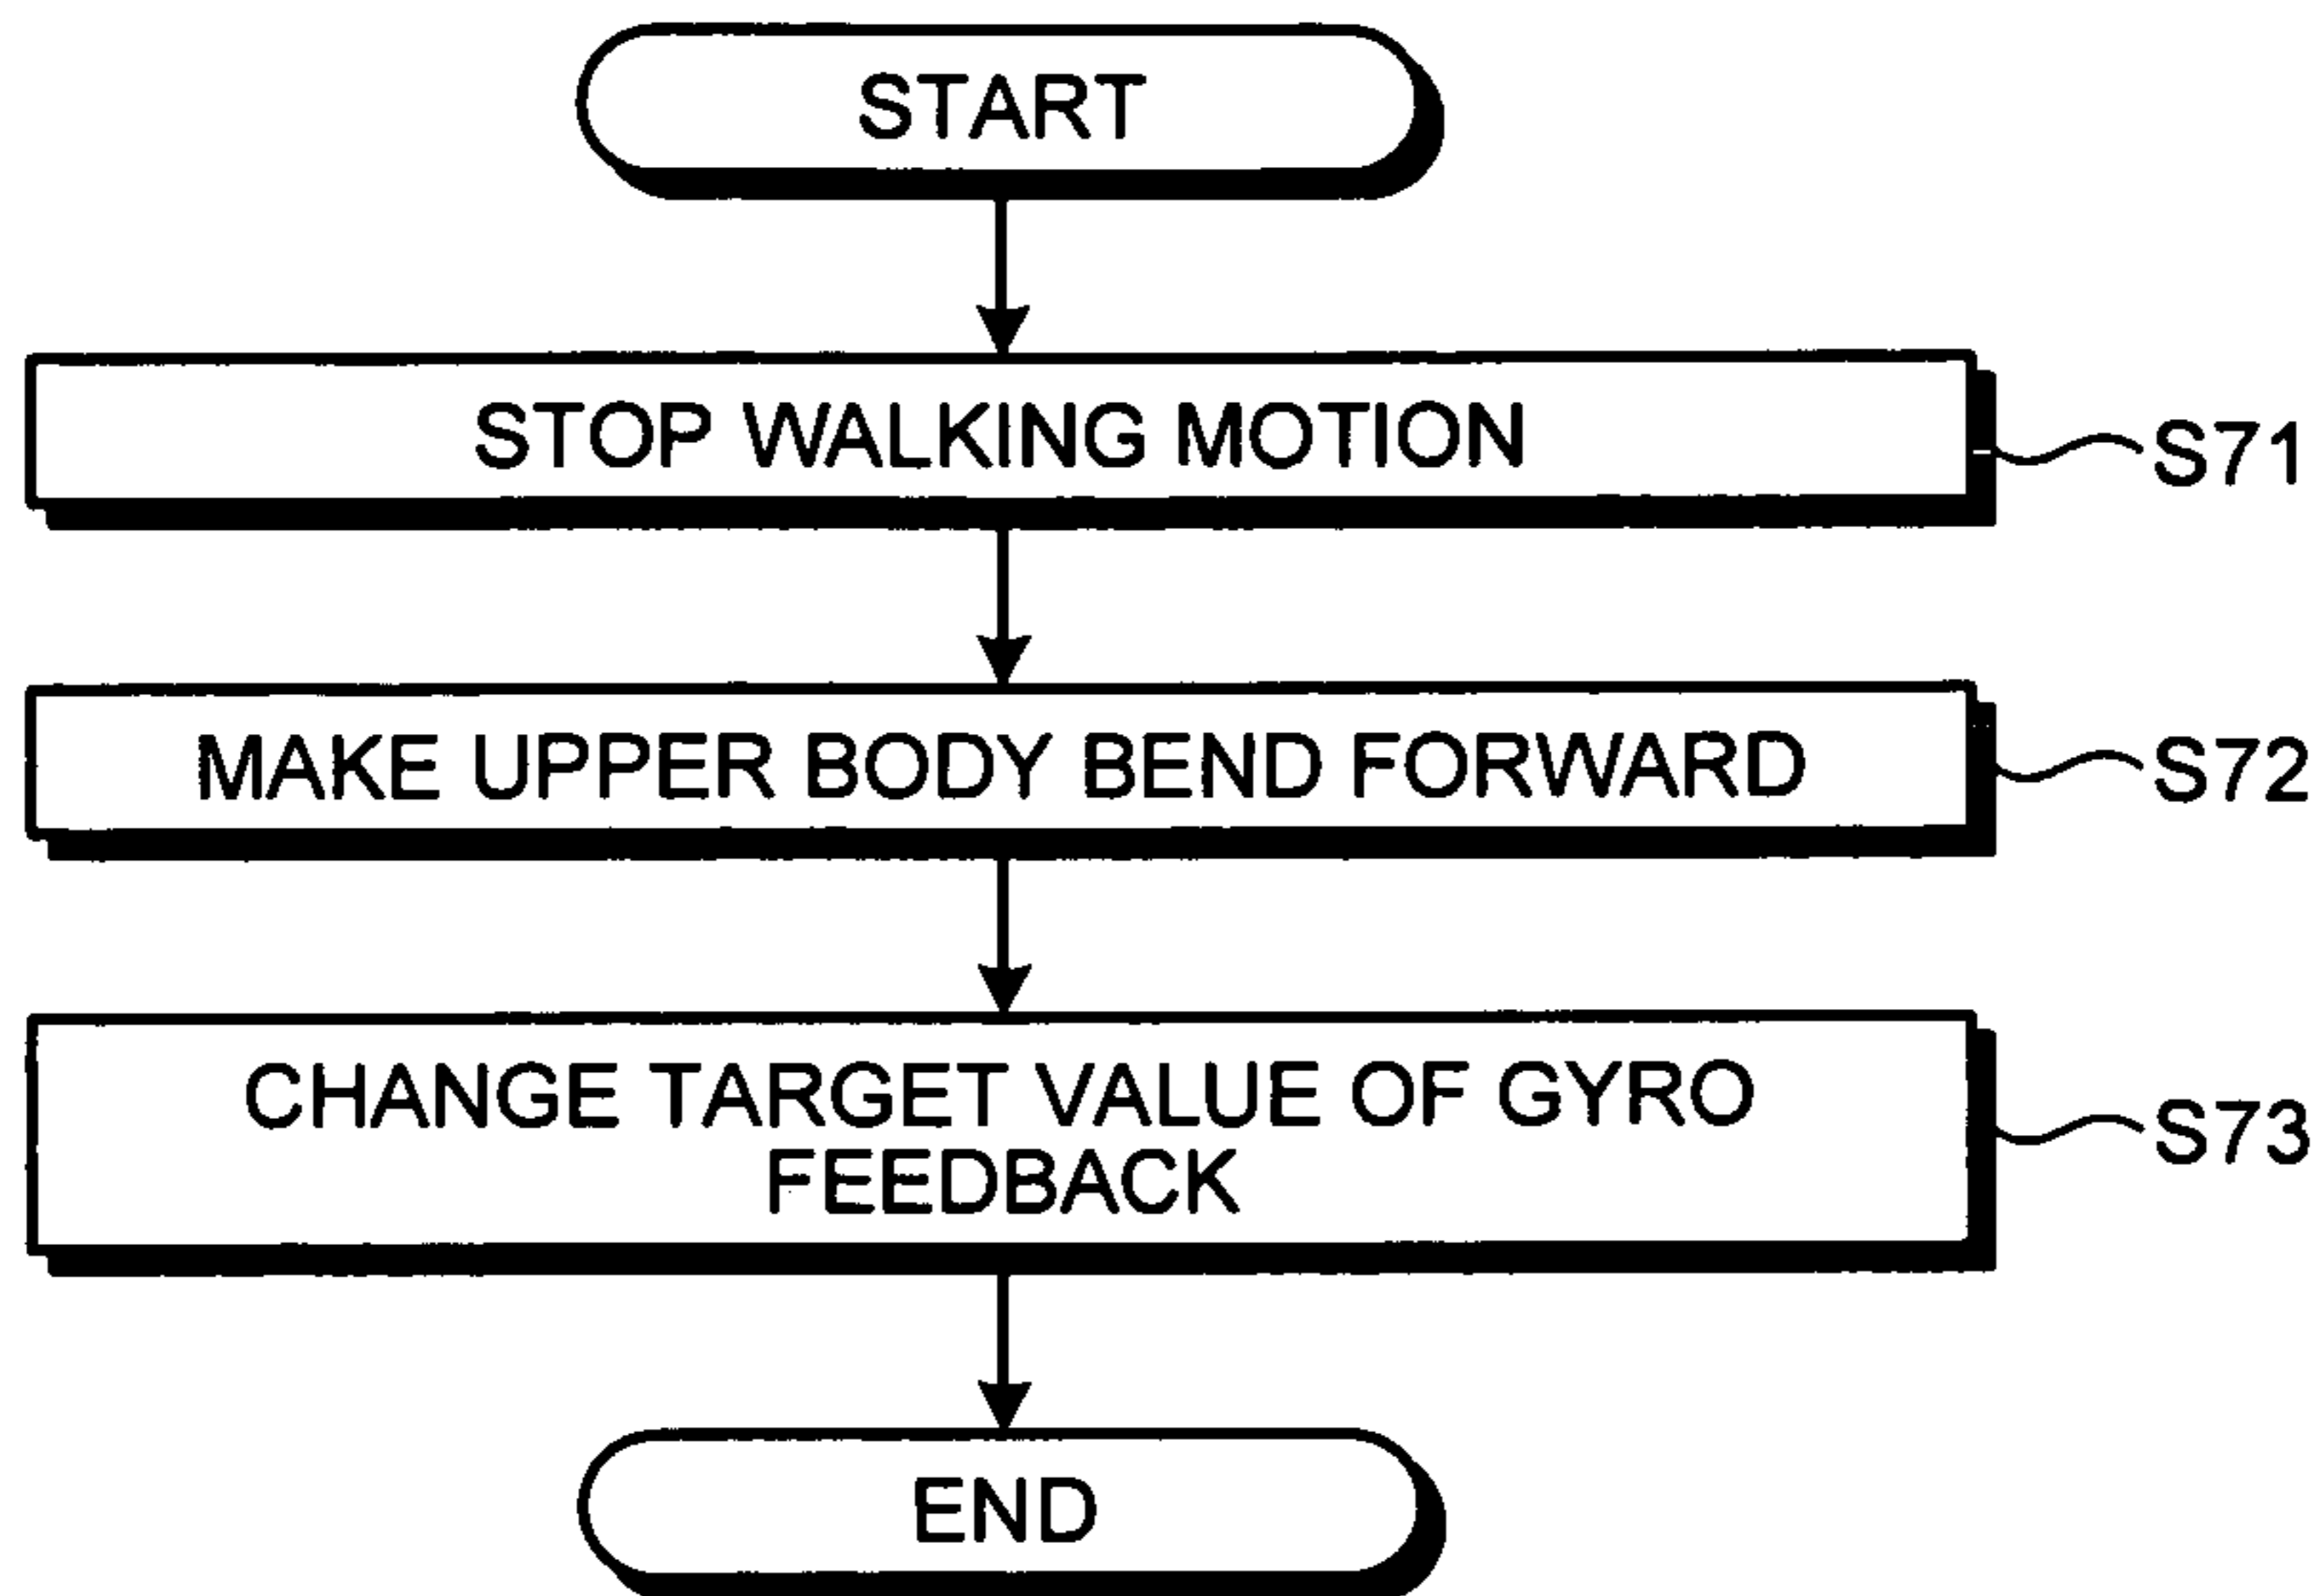 START
STOP WALKING MOTION
S71
MAKE UPPER BODY BEND FORWARD
S72
CHANGE TARGET VALUE OF GYRO
FEEDBACK
S73
END